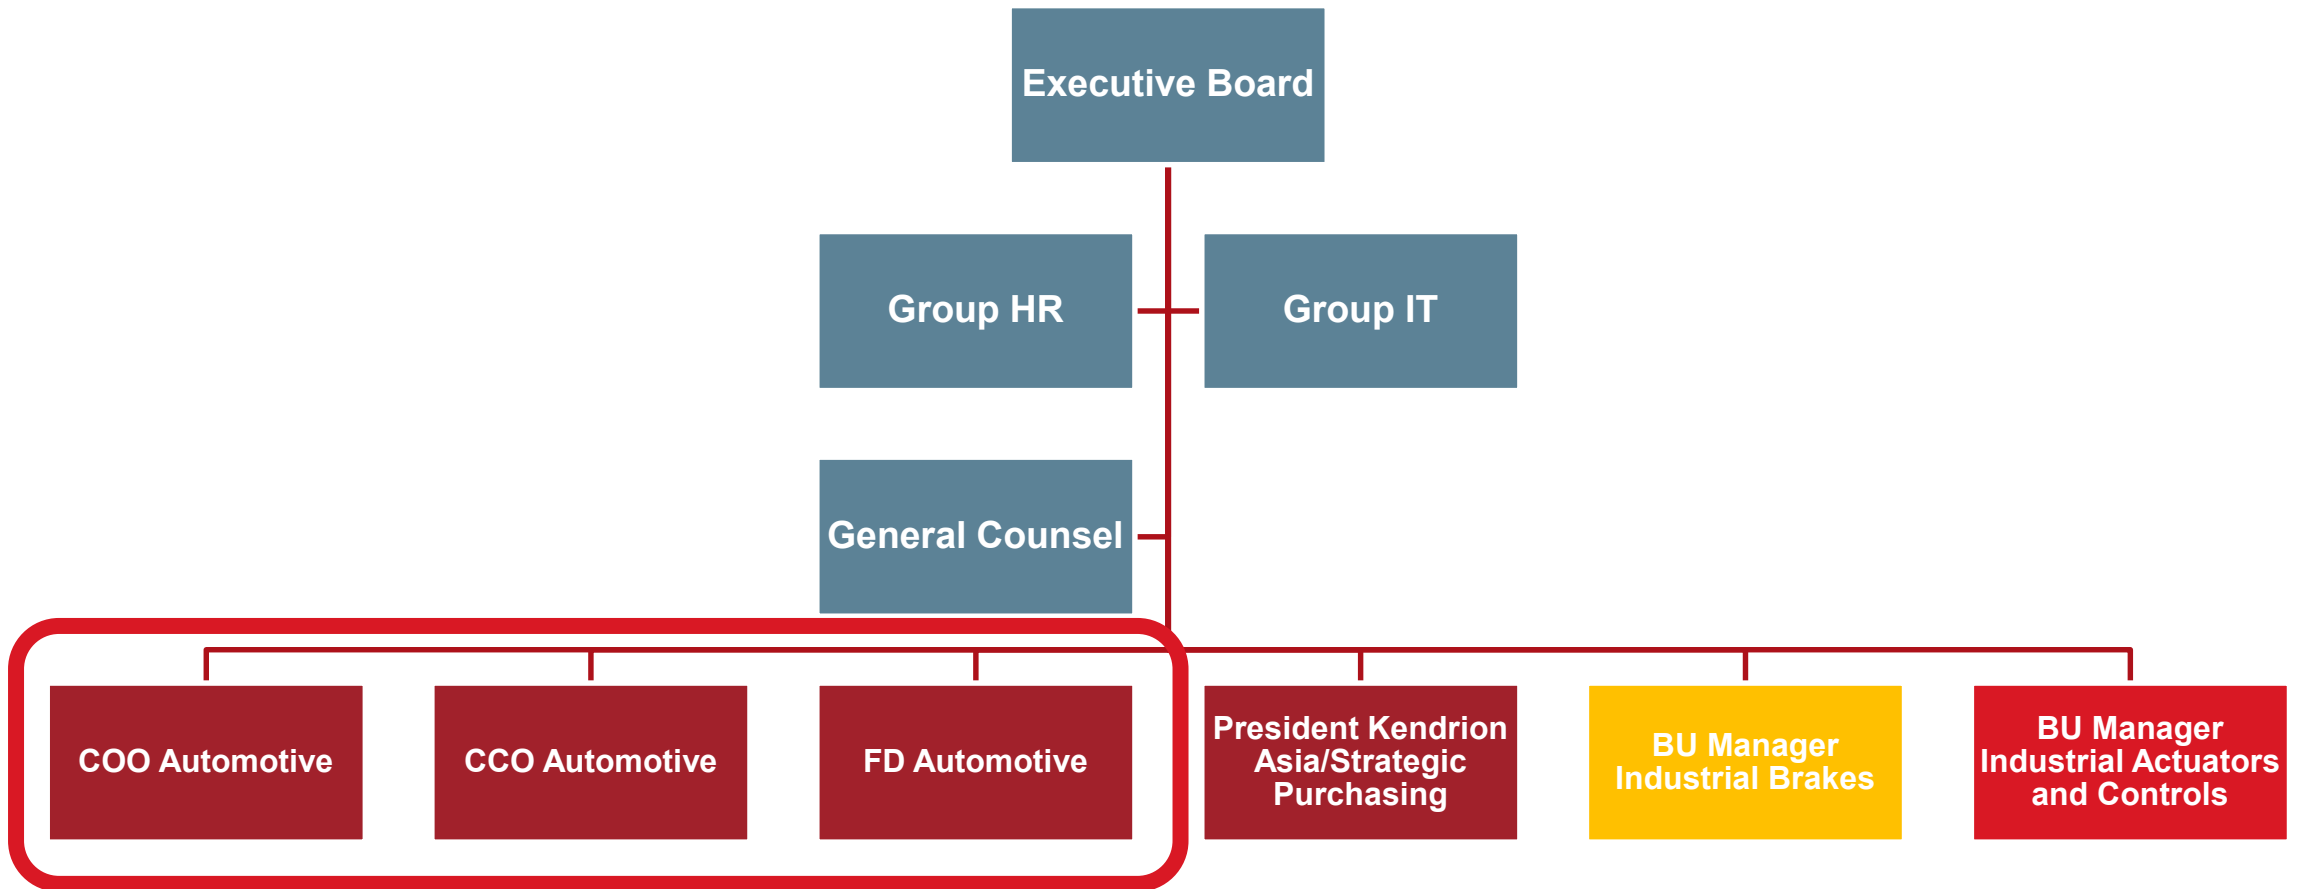 Executive Board
Group HR
Group IT
General Counsel
COO Automotive
CCO Automotive
FD Automotive
President Kendrion
Asia/Strategic
Purchasing
BU Manager
Industrial Brakes
BU Manager
Industrial Actuators
and Controls